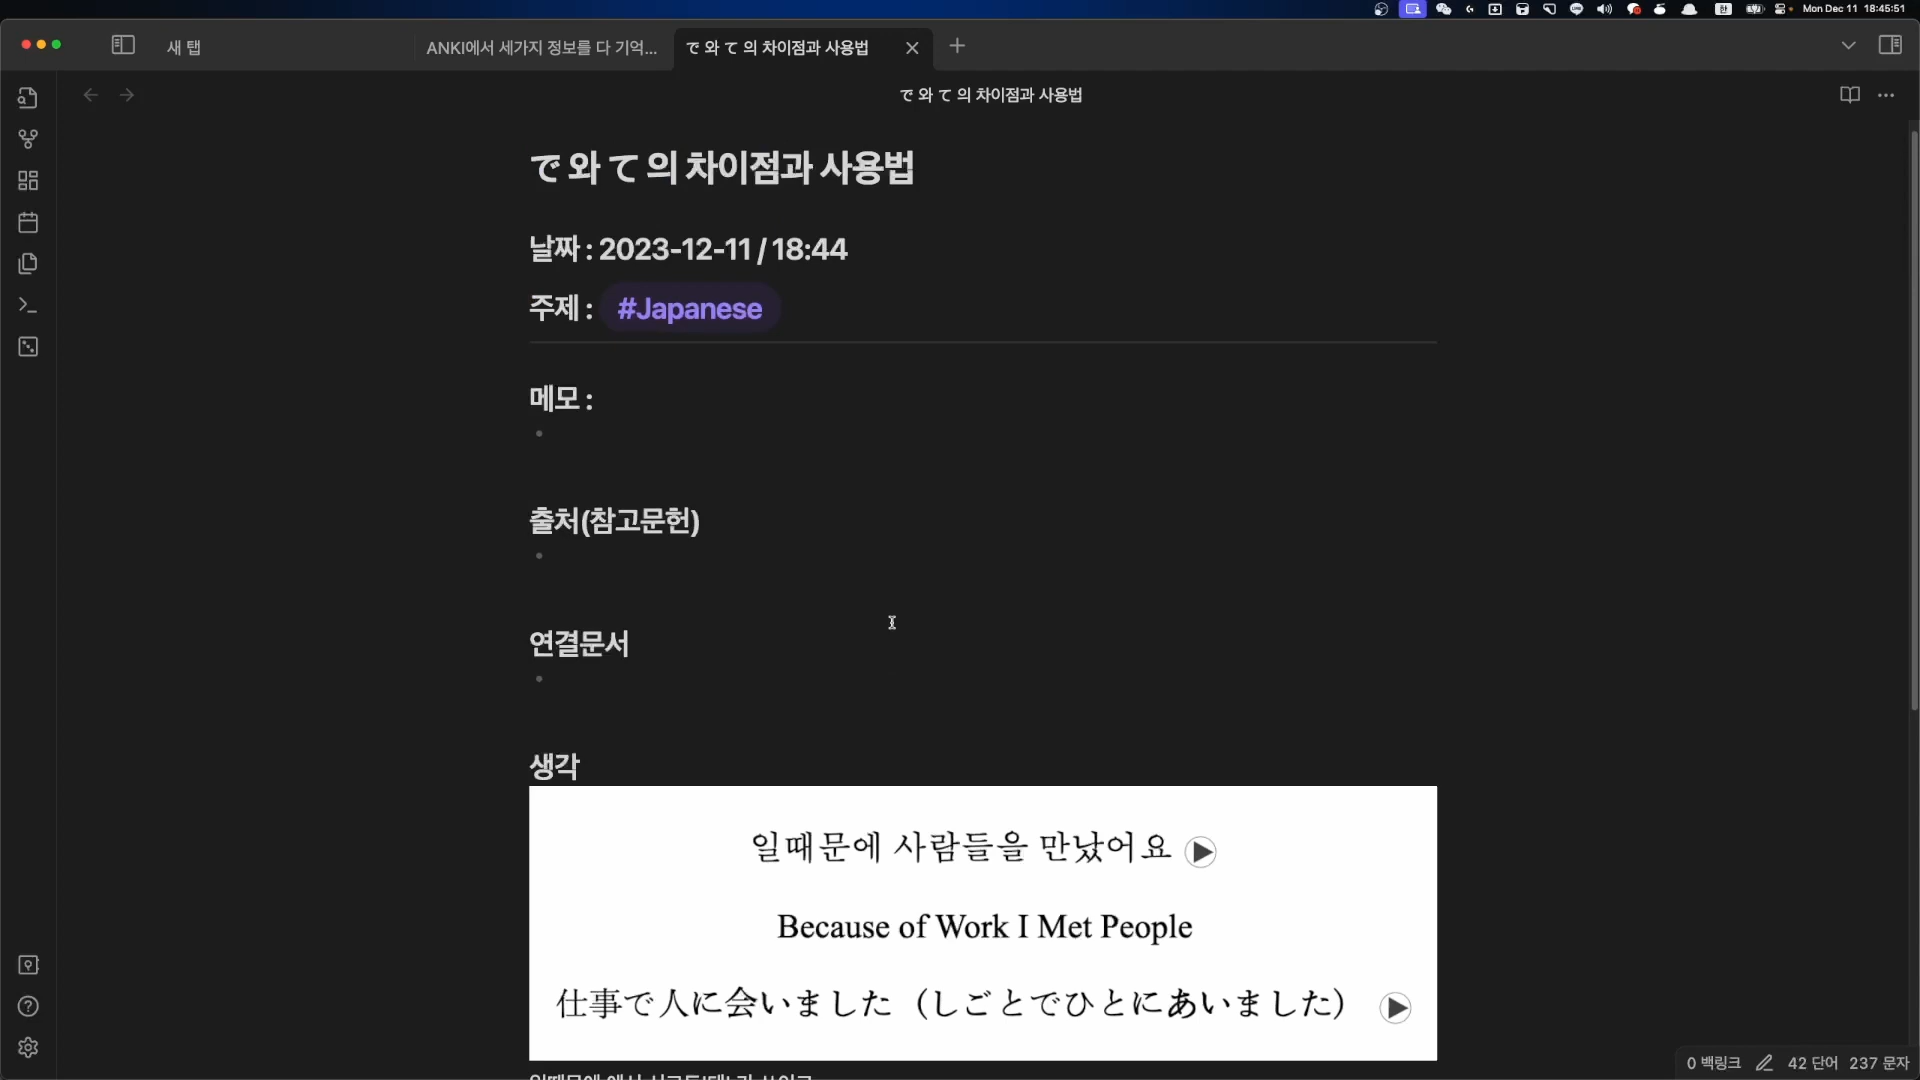 Mon Dec 11 18:45:51
새 탭
ANKI에서 세가지 정보를 다 기억...
で 와 て 의 차이점과 사용법
で 와 て 의 차이점과 사용법
で 와 て 의 차이점과 사용법
날짜 : 2023-12-11 / 18:44
주제 : #Japanese
메모 :
출처(참고문헌)
연결문서
생각
일때문에 사람들을 만났어요
Because of Work I Met People
仕事で人に会いました（しごとでひとにあいました）
0 백링크 42 단어 237 문자